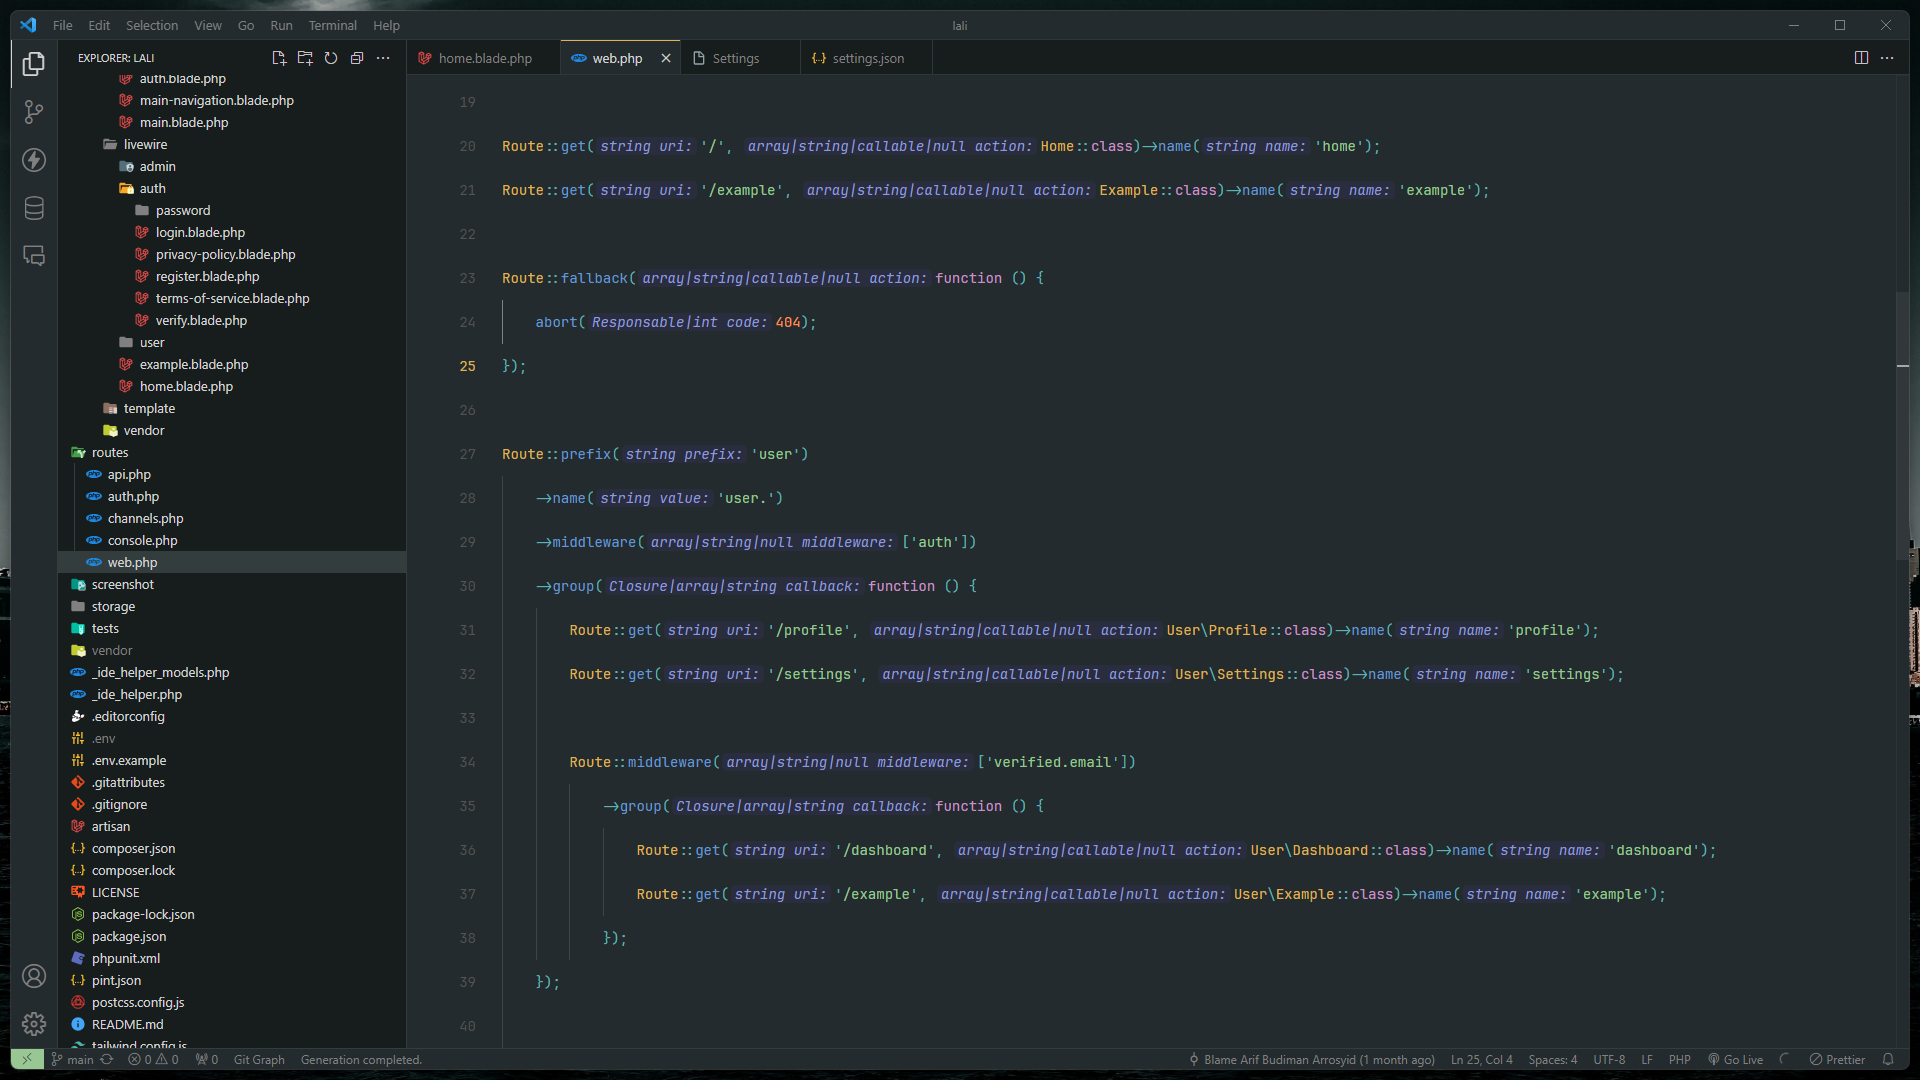 File Edit Selection View Go Run Terminal Help
lali
EXPLORER: LALI
auth.blade.php
main-navigation.blade.php
main.blade.php
livewire
admin
auth
password
login.blade.php
privacy-policy.blade.php
register.blade.php
terms-of-service.blade.php
verify.blade.php
user
example.blade.php
home.blade.php
template
vendor
routes
api.php
auth.php
channels.php
console.php
web.php
screenshot
storage
tests
vendor
_ide_helper_models.php
_ide_helper.php
.editorconfig
.env
.env.example
.gitattributes
.gitignore
artisan
composer.json
composer.lock
LICENSE
package-lock.json
package.json
phpunit.xml
pint.json
postcss.config.js
README.md
tailwind.config.js
home.blade.php web.php Settings settings.json
19
20 Route::get( string uri: '/', array|string|callable|null action: Home::class)->name( string name: 'home');
21 Route::get( string uri: '/example', array|string|callable|null action: Example::class)->name( string name: 'example');
22
23 Route::fallback( array|string|callable|null action: function () {
24 abort( Responsable|int code: 404);
25 });
26
27 Route::prefix( string prefix: 'user')
28 ->name( string value: 'user.')
29 ->middleware( array|string|null middleware: ['auth'])
30 ->group( Closure|array|string callback: function () {
31 Route::get( string uri: '/profile', array|string|callable|null action: User\Profile::class)->name( string name: 'profile');
32 Route::get( string uri: '/settings', array|string|callable|null action: User\Settings::class)->name( string name: 'settings');
33
34 Route::middleware( array|string|null middleware: ['verified.email'])
35 ->group( Closure|array|string callback: function () {
36 Route::get( string uri: '/dashboard', array|string|callable|null action: User\Dashboard::class)->name( string name: 'dashboard');
37 Route::get( string uri: '/example', array|string|callable|null action: User\Example::class)->name( string name: 'example');
38 });
39 });
40
main 0 0 0 Git Graph Generation completed. Blame Arif Budiman Arrosyid (1 month ago) Ln 25, Col 4 Spaces: 4 UTF-8 LF PHP Go Live Prettier